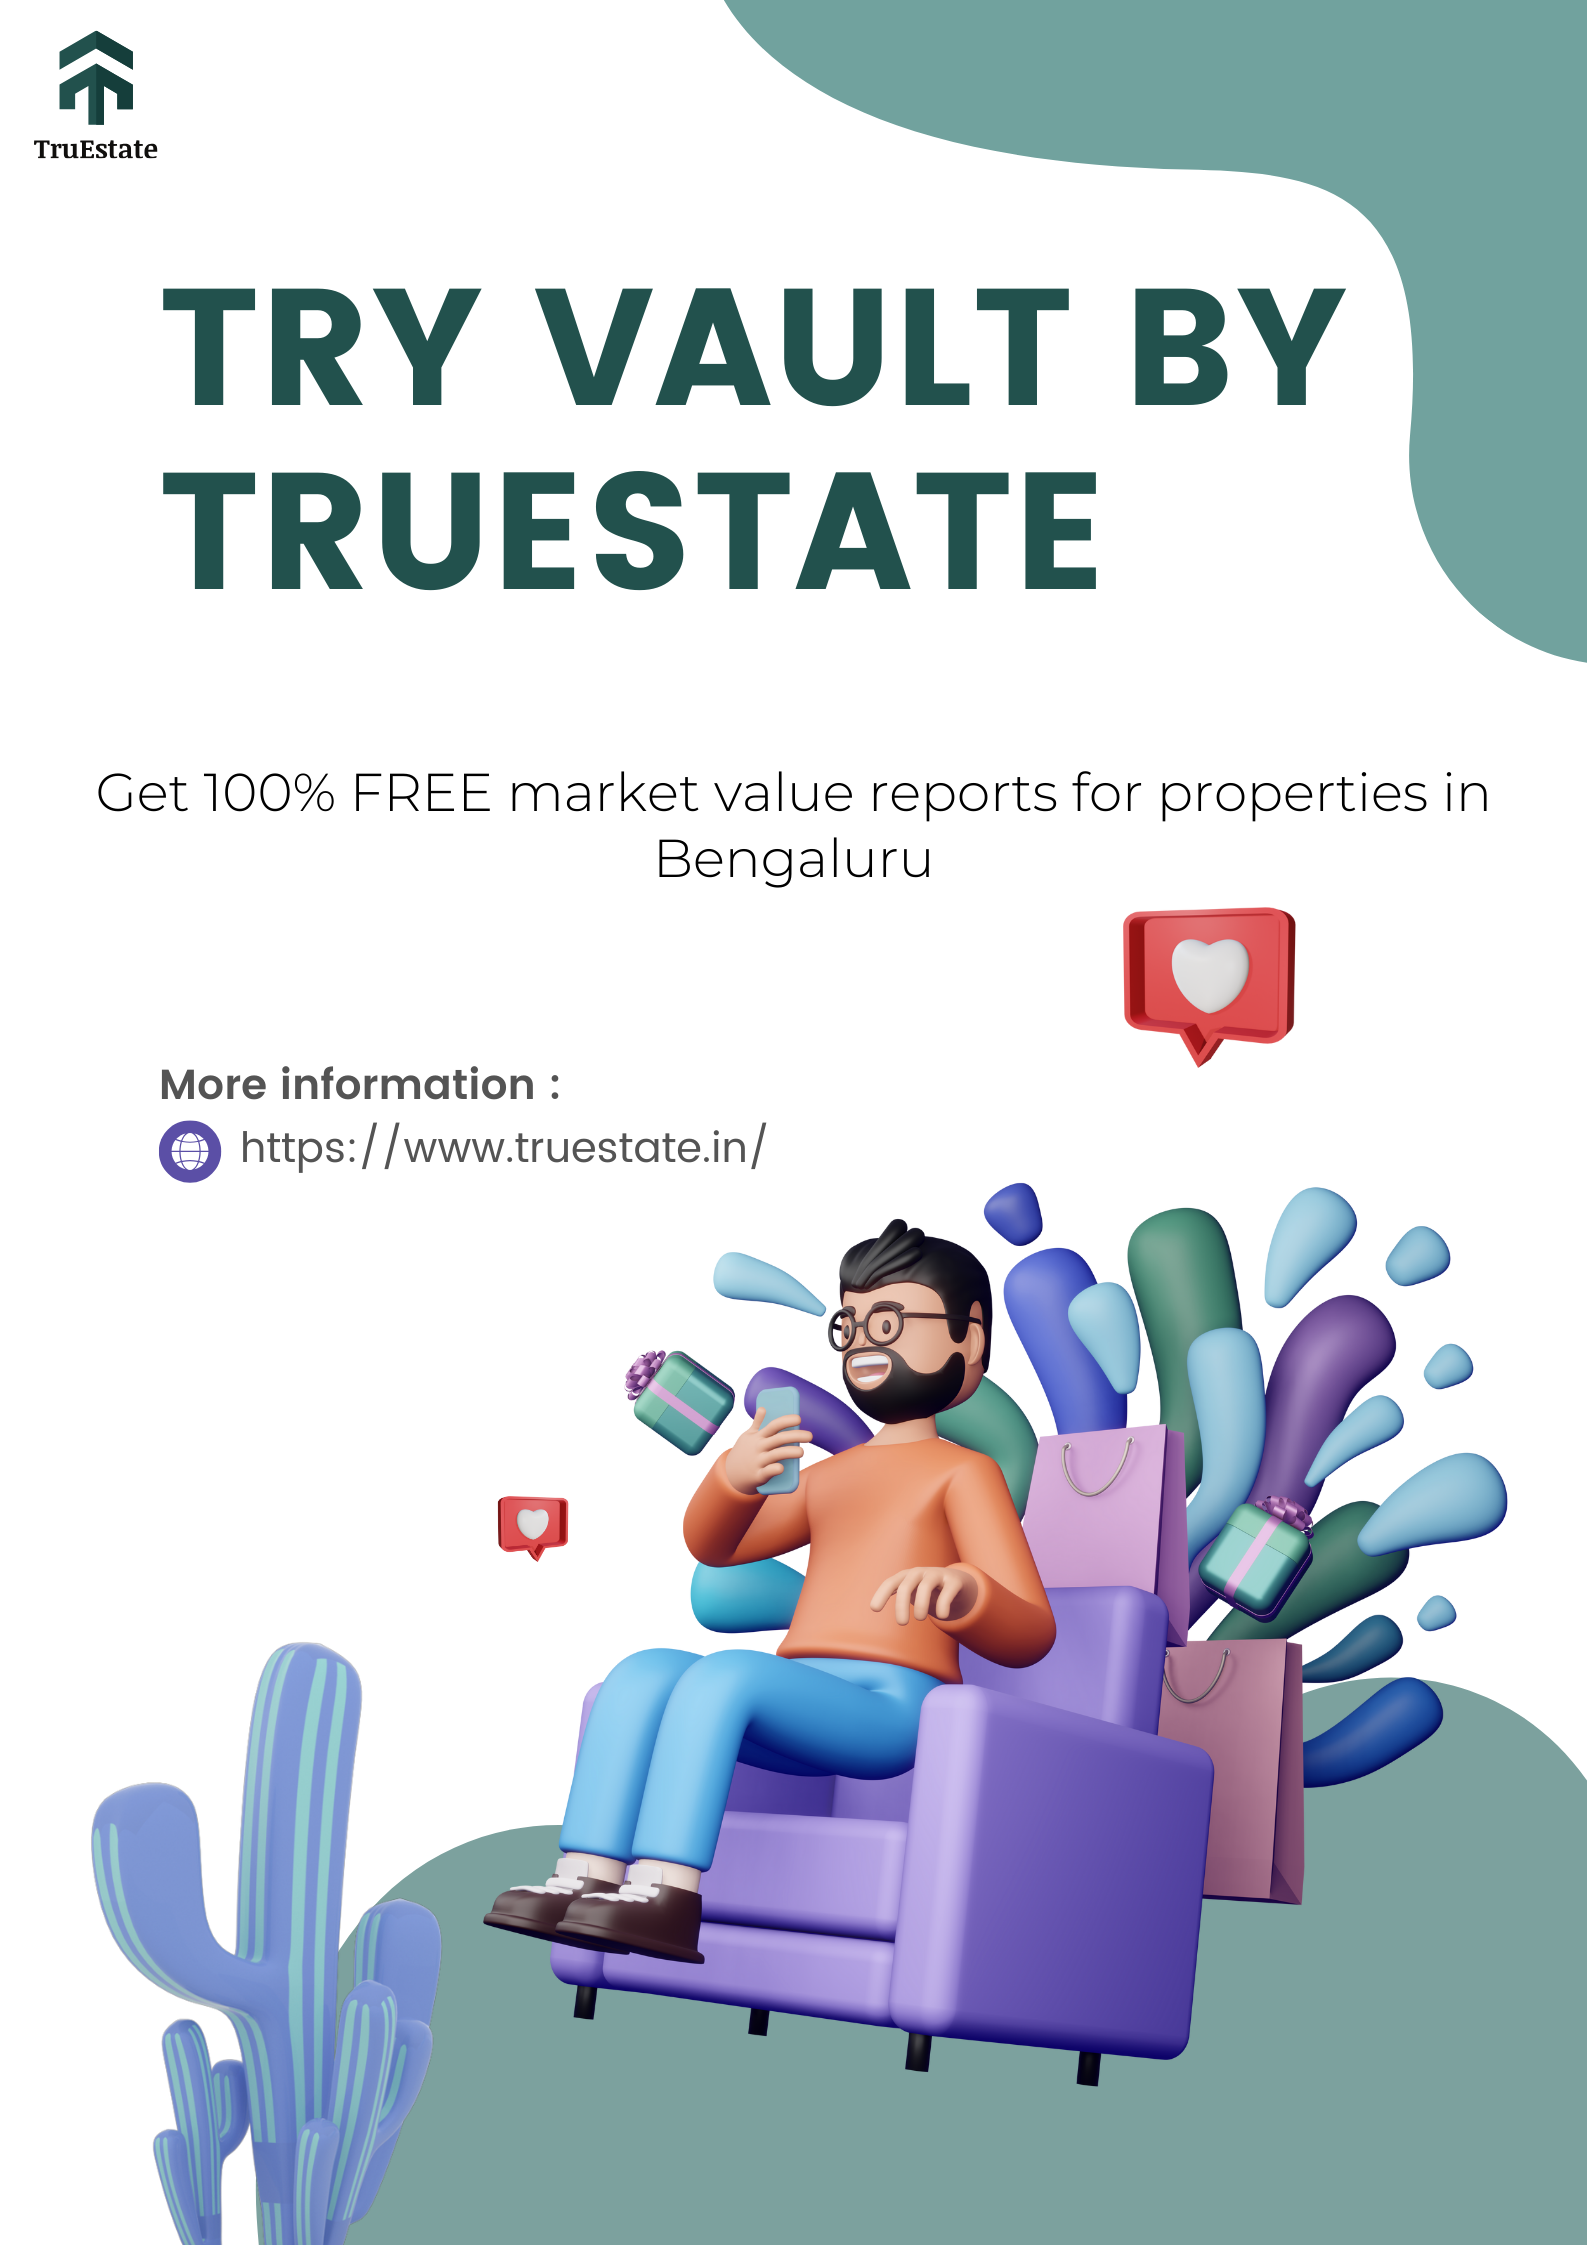 TruEstate
TRY VAULT BY
TRUESTATE
Get 100% FREE market value reports for properties in
Bengaluru
More information :
https://www.truestate.in/